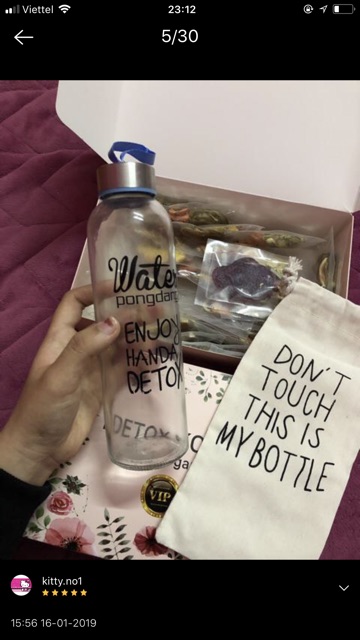 Viettel 23:12
5/30
Water
pongdang
ENJOY
HANDA
DETOX
DETOX
DON'T
TOUCH
THIS IS
MY BOTTLE
VIP
kitty.no1
15:56 16-01-2019